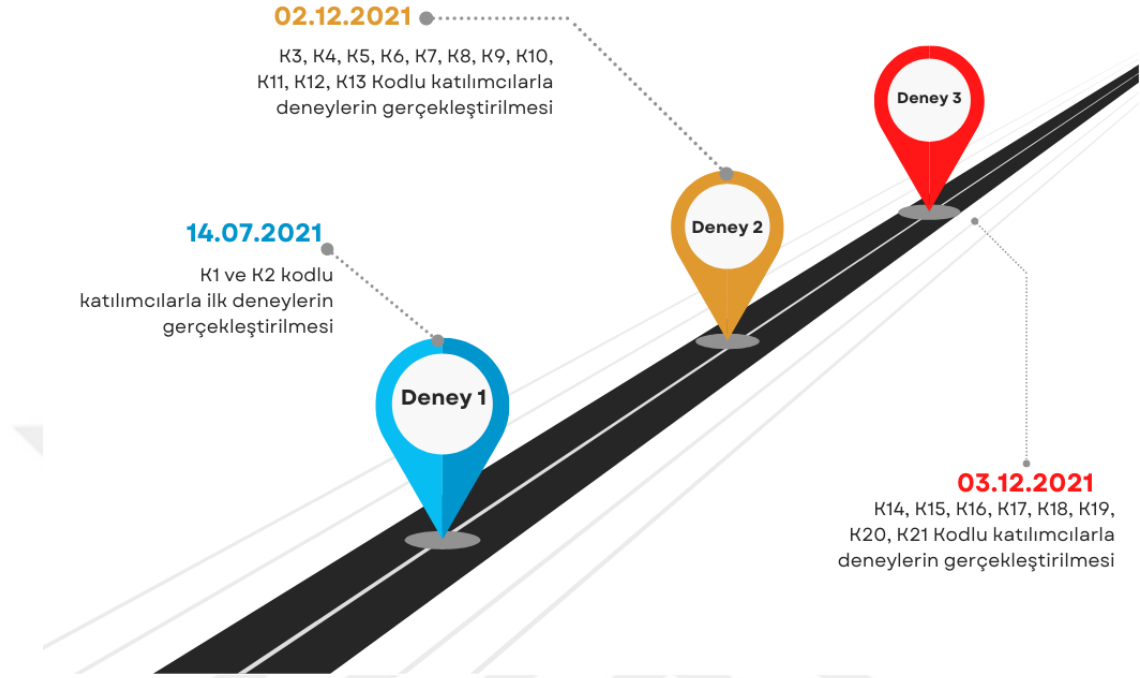 02.12.2021
K3, K4, K5, K6, K7, K8, K9, K10,
K11, K12, K13 Kodlu katılımcılarla
deneylerin gerçekleştirilmesi
Deney 3
Deney 2
14.07.2021
K1 ve K2 kodlu
katılımcılarla ilk deneylerin
gerçekleştirilmesi
Deney 1
03.12.2021
K14, K15, K16, K17, K18, K19,
K20, K21 Kodlu katılımcılarla
deneylerin gerçekleştirilmesi